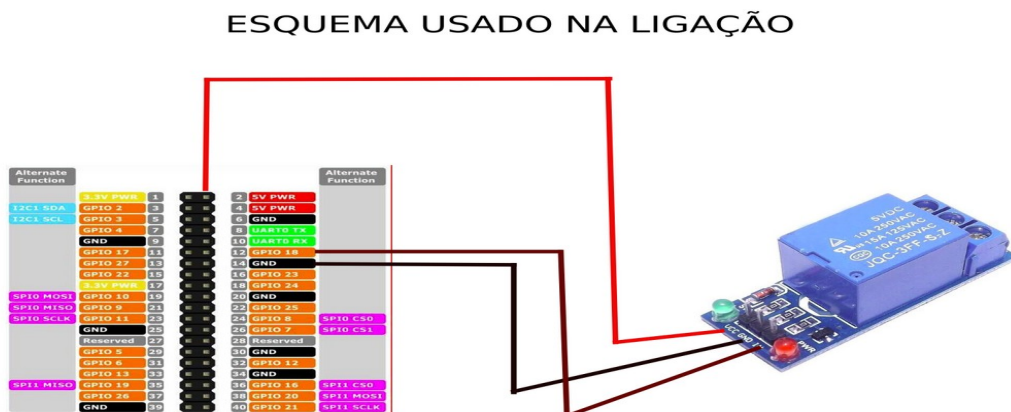 ESQUEMA USADO NA LIGAÇÃO
Alternate
Function
Alternate
Function
3.3V PWR 1 2 5V PWR
I2C1 SDA GPIO 2 3 4 5V PWR
I2C1 SCL GPIO 3 5 6 GND
GPIO 4 7 8 UART0 TX
GND 9 10 UART0 RX
GPIO 17 11 12 GPIO 18
GPIO 27 13 14 GND
GPIO 22 15 16 GPIO 23
3.3V PWR 17 18 GPIO 24
SPI0 MOSI GPIO 10 19 20 GND
SPI0 MISO GPIO 9 21 22 GPIO 25
SPI0 SCLK GPIO 11 23 24 GPIO 8 SPI0 CS0
GND 25 26 GPIO 7 SPI0 CS1
Reserved 27 28 Reserved
GPIO 5 29 30 GND
GPIO 6 31 32 GPIO 12
GPIO 13 33 34 GND
SPI1 MISO GPIO 19 35 36 GPIO 16 SPI1 CS0
GPIO 26 37 38 GPIO 20 SPI1 MOSI
GND 39 40 GPIO 21 SPI1 SCLK
5VDC
10A 250VAC
15A 125VAC
10A 250VAC
JQC-3FF-S-Z
VCC GND
PWR